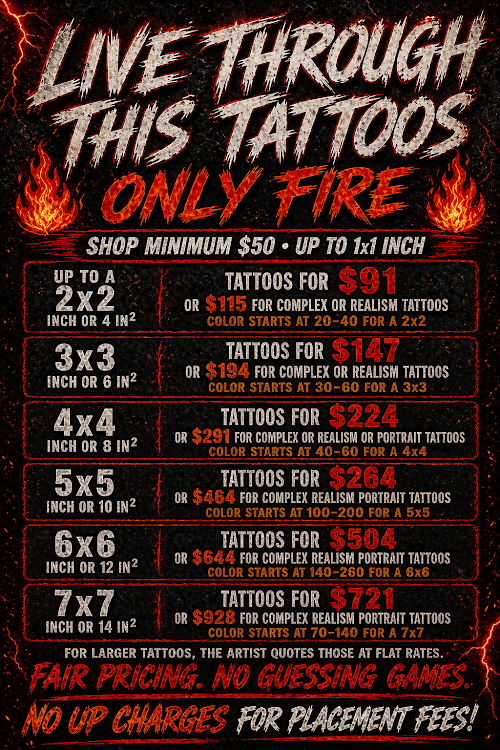 LIVE THROUGH
THIS TATTOOS
ONLY FIRE
SHOP MINIMUM $50 • UP TO 1x1 INCH
UP TO A
2x2
INCH OR 4 IN²
TATTOOS FOR $91
OR $115 FOR COMPLEX OR REALISM TATTOOS
COLOR STARTS AT 20-40 FOR A 2x2
3x3
INCH OR 6 IN²
TATTOOS FOR $147
OR $194 FOR COMPLEX OR REALISM TATTOOS
COLOR STARTS AT 30-60 FOR A 3x3
4x4
INCH OR 8 IN²
TATTOOS FOR $224
OR $291 FOR COMPLEX OR REALISM OR PORTRAIT TATTOOS
COLOR STARTS AT 40-60 FOR A 4x4
5x5
INCH OR 10 IN²
TATTOOS FOR $264
OR $464 FOR COMPLEX REALISM PORTRAIT TATTOOS
COLOR STARTS AT 100-200 FOR A 5x5
6x6
INCH OR 12 IN²
TATTOOS FOR $504
OR $644 FOR COMPLEX REALISM PORTRAIT TATTOOS
COLOR STARTS AT 140-260 FOR A 6x6
7x7
INCH OR 14 IN²
TATTOOS FOR $721
OR $928 FOR COMPLEX REALISM PORTRAIT TATTOOS
COLOR STARTS AT 70-140 FOR A 7x7
FOR LARGER TATTOOS, THE ARTIST QUOTES THOSE AT FLAT RATES.
FAIR PRICING. NO GUESSING GAMES.
NO UP CHARGES FOR PLACEMENT FEES!